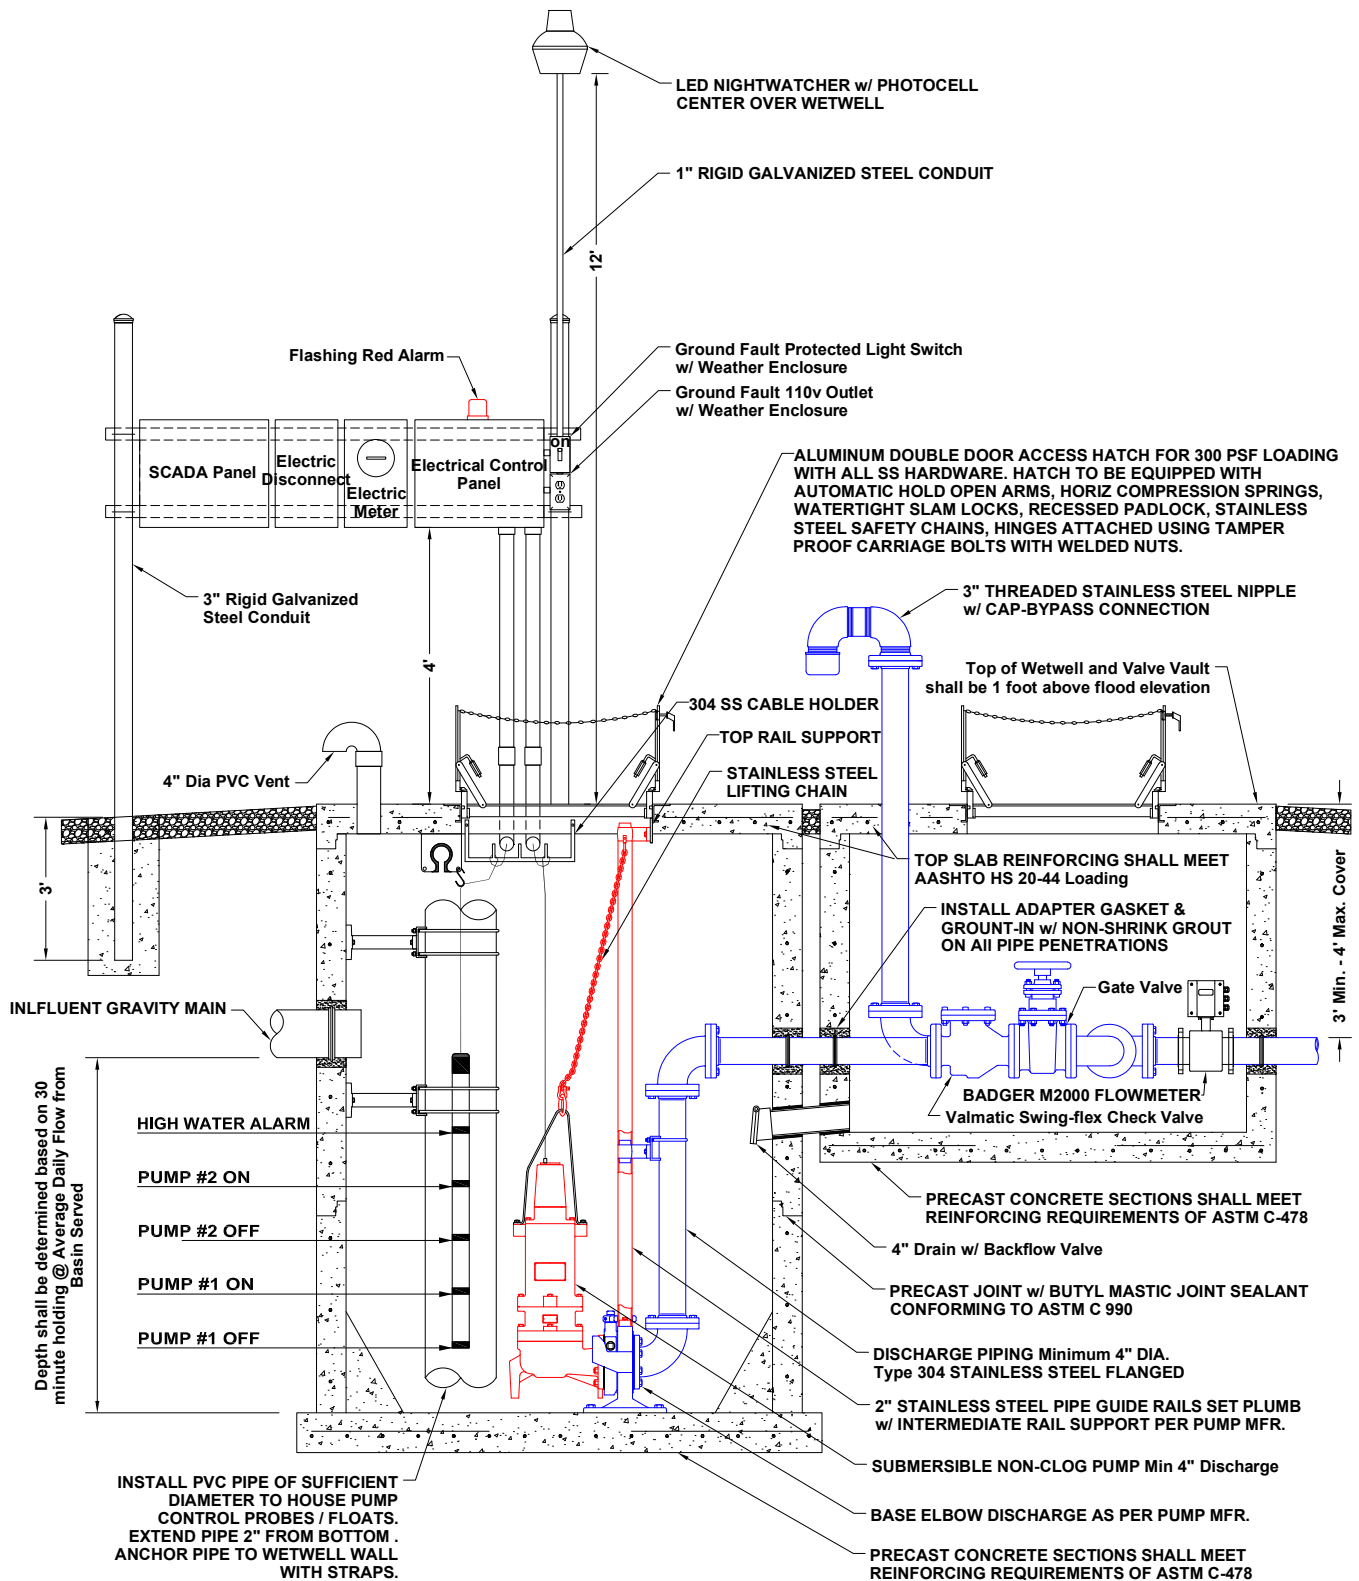 LED NIGHTWATCHER w/ PHOTOCELL
CENTER OVER WETWELL
1" RIGID GALVANIZED STEEL CONDUIT
12'
Flashing Red Alarm
Ground Fault Protected Light Switch
w/ Weather Enclosure
Ground Fault 110v Outlet
w/ Weather Enclosure
on
SCADA Panel
Electric
Disconnect
Electric
Meter
Electrical Control
Panel
ALUMINUM DOUBLE DOOR ACCESS HATCH FOR 300 PSF LOADING
WITH ALL SS HARDWARE. HATCH TO BE EQUIPPED WITH
AUTOMATIC HOLD OPEN ARMS, HORIZ COMPRESSION SPRINGS,
WATERTIGHT SLAM LOCKS, RECESSED PADLOCK, STAINLESS
STEEL SAFETY CHAINS, HINGES ATTACHED USING TAMPER
PROOF CARRIAGE BOLTS WITH WELDED NUTS.
3" Rigid Galvanized
Steel Conduit
3" THREADED STAINLESS STEEL NIPPLE
w/ CAP-BYPASS CONNECTION
4'
Top of Wetwell and Valve Vault
shall be 1 foot above flood elevation
304 SS CABLE HOLDER
TOP RAIL SUPPORT
4" Dia PVC Vent
STAINLESS STEEL
LIFTING CHAIN
3'
TOP SLAB REINFORCING SHALL MEET
AASHTO HS 20-44 Loading
INSTALL ADAPTER GASKET &
GROUNT-IN w/ NON-SHRINK GROUT
ON All PIPE PENETRATIONS
3' Min. - 4' Max. Cover
Gate Valve
INLFLUENT GRAVITY MAIN
BADGER M2000 FLOWMETER
Valmatic Swing-flex Check Valve
Depth shall be determined based on 30
minute holding @ Average Daily Flow from
Basin Served
HIGH WATER ALARM
PUMP #2 ON
PUMP #2 OFF
PUMP #1 ON
PUMP #1 OFF
PRECAST CONCRETE SECTIONS SHALL MEET
REINFORCING REQUIREMENTS OF ASTM C-478
4" Drain w/ Backflow Valve
PRECAST JOINT w/ BUTYL MASTIC JOINT SEALANT
CONFORMING TO ASTM C 990
DISCHARGE PIPING Minimum 4" DIA.
Type 304 STAINLESS STEEL FLANGED
2" STAINLESS STEEL PIPE GUIDE RAILS SET PLUMB
w/ INTERMEDIATE RAIL SUPPORT PER PUMP MFR.
SUBMERSIBLE NON-CLOG PUMP Min 4" Discharge
INSTALL PVC PIPE OF SUFFICIENT
DIAMETER TO HOUSE PUMP
CONTROL PROBES / FLOATS.
EXTEND PIPE 2" FROM BOTTOM .
ANCHOR PIPE TO WETWELL WALL
WITH STRAPS.
BASE ELBOW DISCHARGE AS PER PUMP MFR.
PRECAST CONCRETE SECTIONS SHALL MEET
REINFORCING REQUIREMENTS OF ASTM C-478